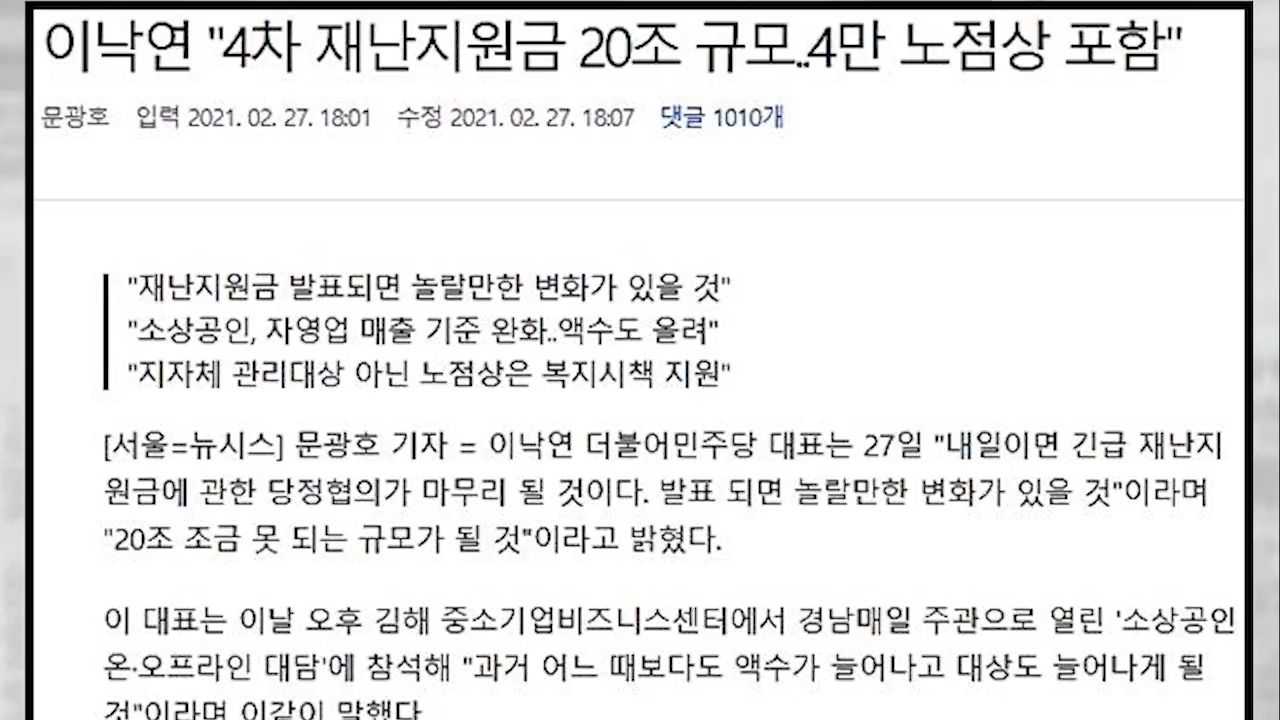 이낙연 "4차 재난지원금 20조 규모..4만 노점상 포함"
문광호 입력 2021. 02. 27. 18:01 수정 2021. 02. 27. 18:07 댓글 1010개
"재난지원금 발표되면 놀랄만한 변화가 있을 것"
"소상공인, 자영업 매출 기준 완화..액수도 올려"
"지자체 관리대상 아닌 노점상은 복지시책 지원"
[서울=뉴시스] 문광호 기자 = 이낙연 더불어민주당 대표는 27일 "내일이면 긴급 재난지
원금에 관한 당정협의가 마무리 될 것이다. 발표 되면 놀랄만한 변화가 있을 것"이라며
"20조 조금 못 되는 규모가 될 것"이라고 밝혔다.
이 대표는 이날 오후 김해 중소기업비즈니스센터에서 경남매일 주관으로 열린 '소상공인
온·오프라인 대담'에 참석해 "과거 어느 때보다도 액수가 늘어나고 대상도 늘어나게 될
것"이라며 이같이 말했다